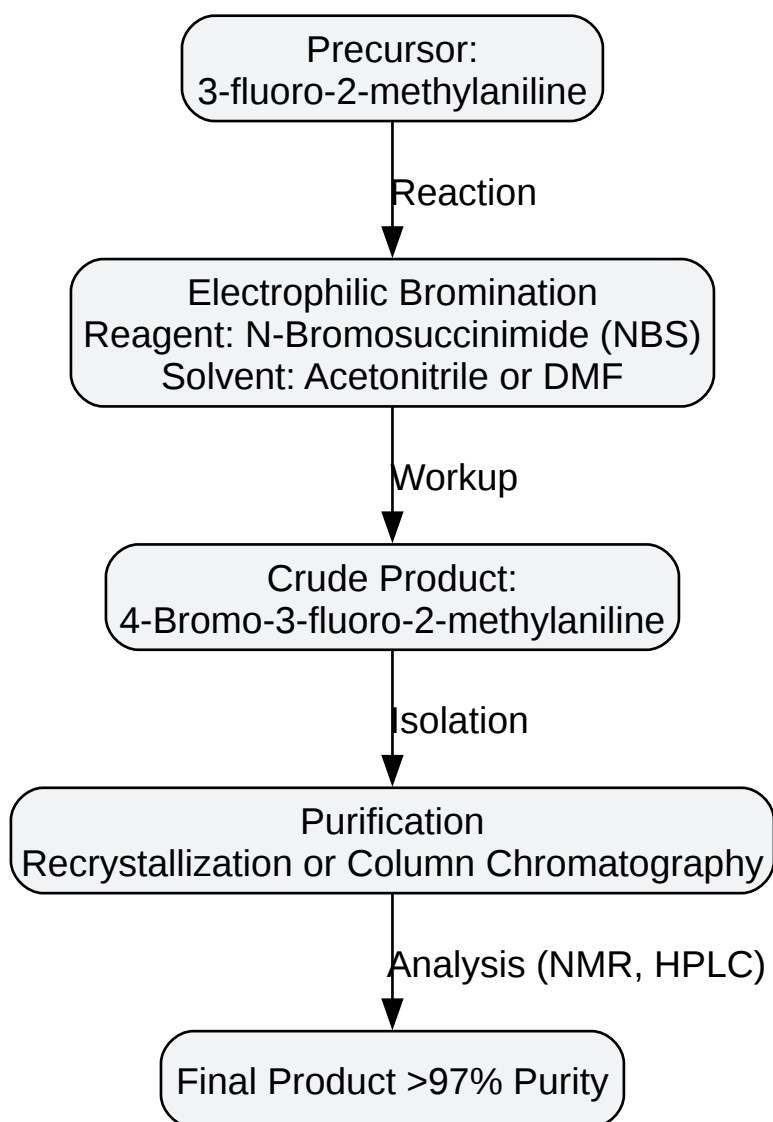 Precursor:
3-fluoro-2-methylaniline
Reaction
Electrophilic Bromination
Reagent: N-Bromosuccinimide (NBS)
Solvent: Acetonitrile or DMF
Workup
Crude Product:
4-Bromo-3-fluoro-2-methylaniline
Isolation
Purification
Recrystallization or Column Chromatography
Analysis (NMR, HPLC)
Final Product >97% Purity